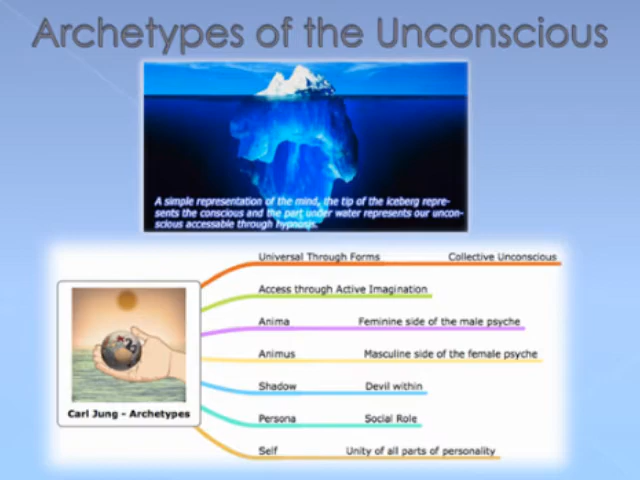 Archetypes of the Unconscious
A simple representation of the mind, the tip of the iceberg repre-
sents the conscious and the part under water represents our uncon-
scious accessable through hypnosis.
Universal Through Forms Collective Unconscious
Access through Active Imagination
Anima Feminine side of the male psyche
Animus Masculine side of the female psyche
Shadow Devil within
Carl Jung - Archetypes
Persona Social Role
Self Unity of all parts of personality